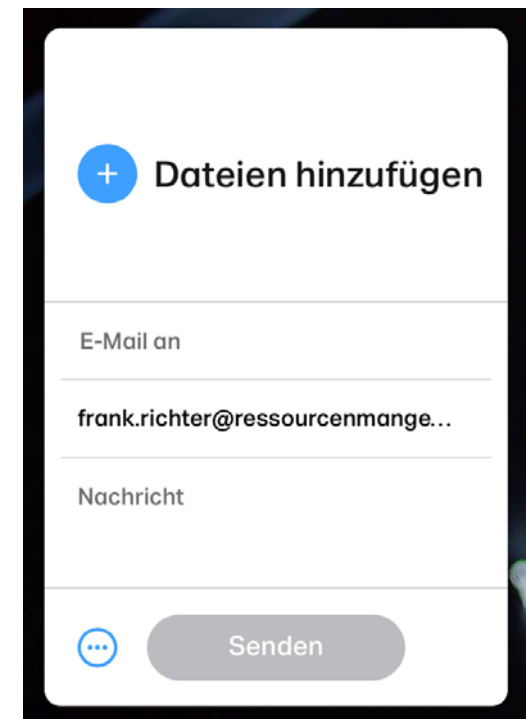 Dateien hinzufügen
E-Mail an
frank.richter@ressourcenmange...
Nachricht
Senden